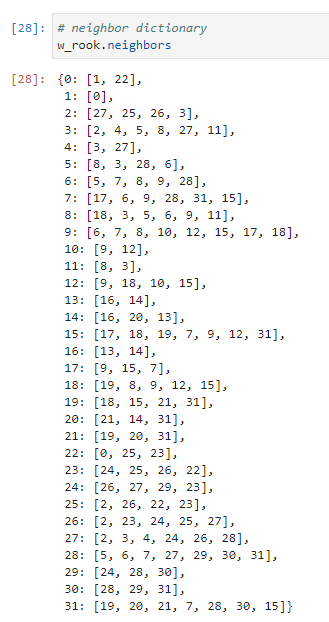 [28]: # neighbor dictionary
w_rook.neighbors
[28]: {0: [1, 22],
1: [0],
2: [27, 25, 26, 3],
3: [2, 4, 5, 8, 27, 11],
4: [3, 27],
5: [8, 3, 28, 6],
6: [5, 7, 8, 9, 28],
7: [17, 6, 9, 28, 31, 15],
8: [18, 3, 5, 6, 9, 11],
9: [6, 7, 8, 10, 12, 15, 17, 18],
10: [9, 12],
11: [8, 3],
12: [9, 18, 10, 15],
13: [16, 14],
14: [16, 20, 13],
15: [17, 18, 19, 7, 9, 12, 31],
16: [13, 14],
17: [9, 15, 7],
18: [19, 8, 9, 12, 15],
19: [18, 15, 21, 31],
20: [21, 14, 31],
21: [19, 20, 31],
22: [0, 25, 23],
23: [24, 25, 26, 22],
24: [26, 27, 29, 23],
25: [2, 26, 22, 23],
26: [2, 23, 24, 25, 27],
27: [2, 3, 4, 24, 26, 28],
28: [5, 6, 7, 27, 29, 30, 31],
29: [24, 28, 30],
30: [28, 29, 31],
31: [19, 20, 21, 7, 28, 30, 15]}